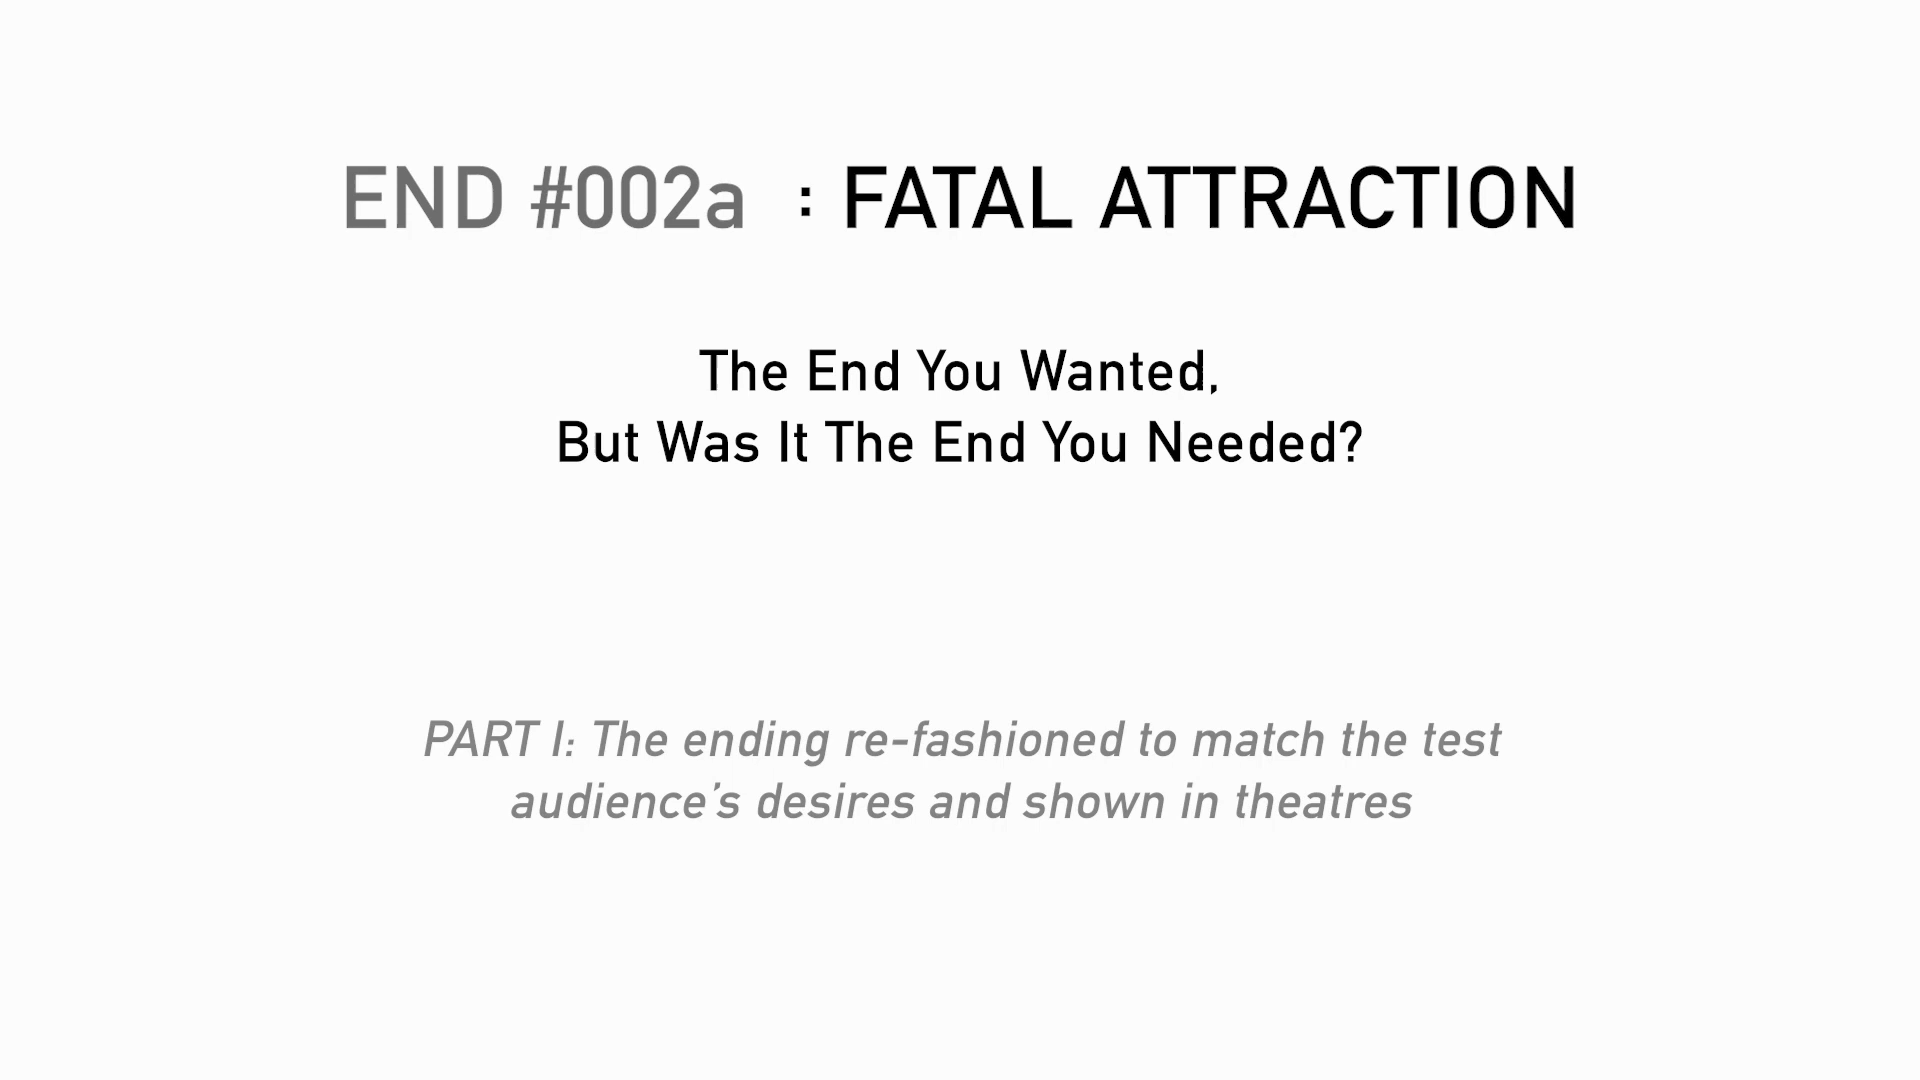 END #002a : FATAL ATTRACTION
The End You Wanted,
But Was It The End You Needed?
PART I: The ending re-fashioned to match the test
audience’s desires and shown in theatres